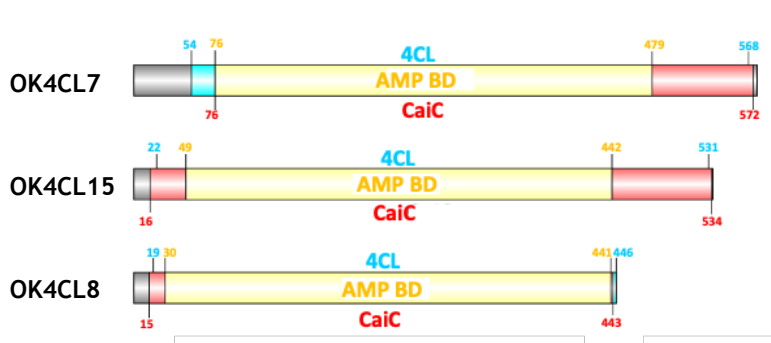 54 76 4CL 479 568
OK4CL7 AMP BD
76 CaiC 572
22 49 4CL 442 531
OK4CL15 AMP BD
16 CaiC 534
19 30 4CL 441 446
OK4CL8 AMP BD
15 CaiC 443